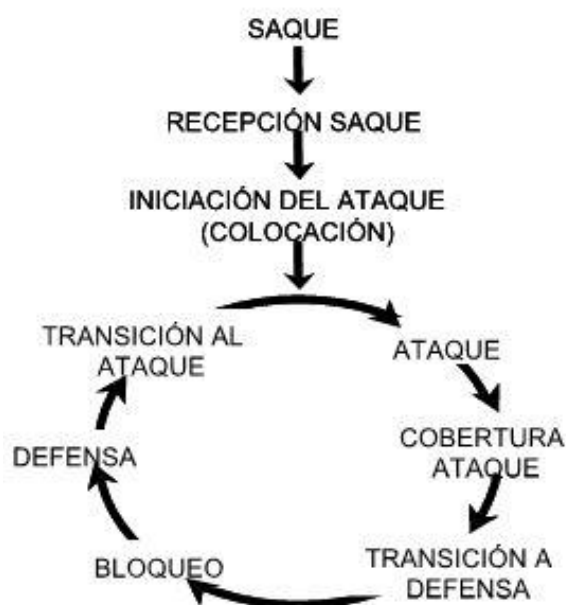 SAQUE
RECEPCIÓN SAQUE
INICIACIÓN DEL ATAQUE
(COLOCACIÓN)
TRANSICIÓN AL
ATAQUE
ATAQUE
COBERTURA
ATAQUE
DEFENSA
TRANSICIÓN A
DEFENSA
BLOQUEO